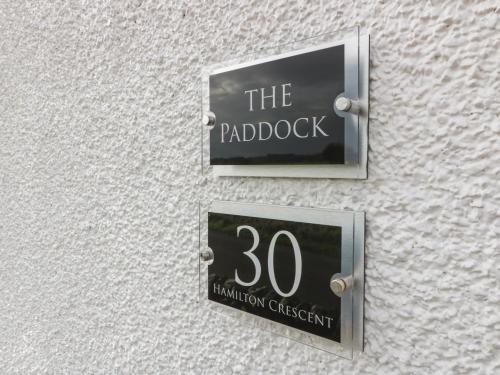 THE
PADDOCK
30
HAMILTON CRESCENT